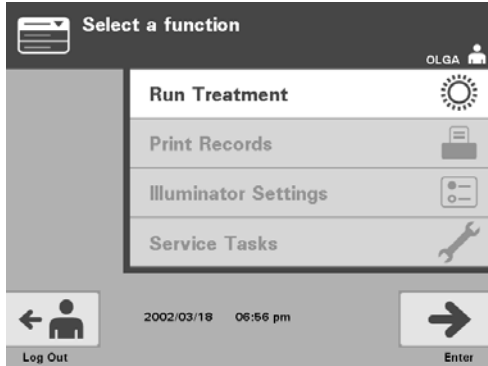 Select a function
OLGA
Run Treatment
Print Records
Illuminator Settings
Service Tasks
2002/03/18 06:56 pm
Log Out
Enter